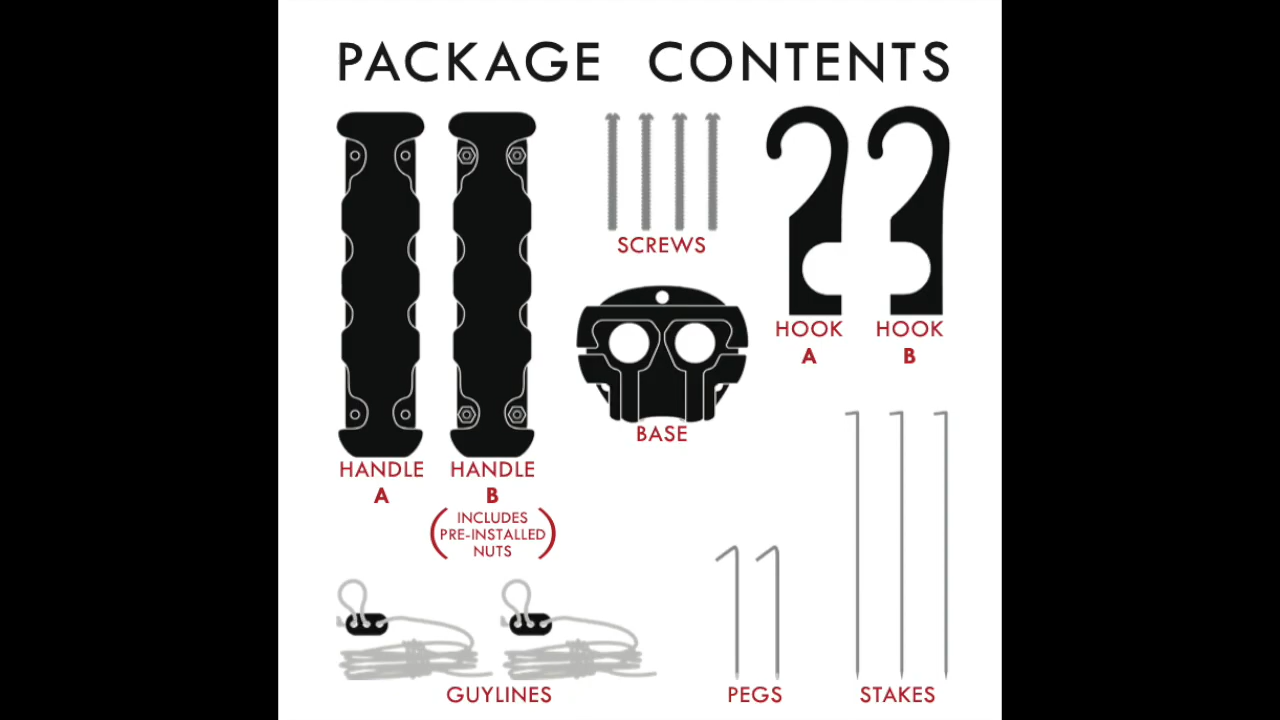 PACKAGE CONTENTS
SCREWS
HOOK
A
HOOK
B
BASE
HANDLE
A
HANDLE
B
(INCLUDES
PRE-INSTALLED
NUTS)
GUYLINES
PEGS
STAKES